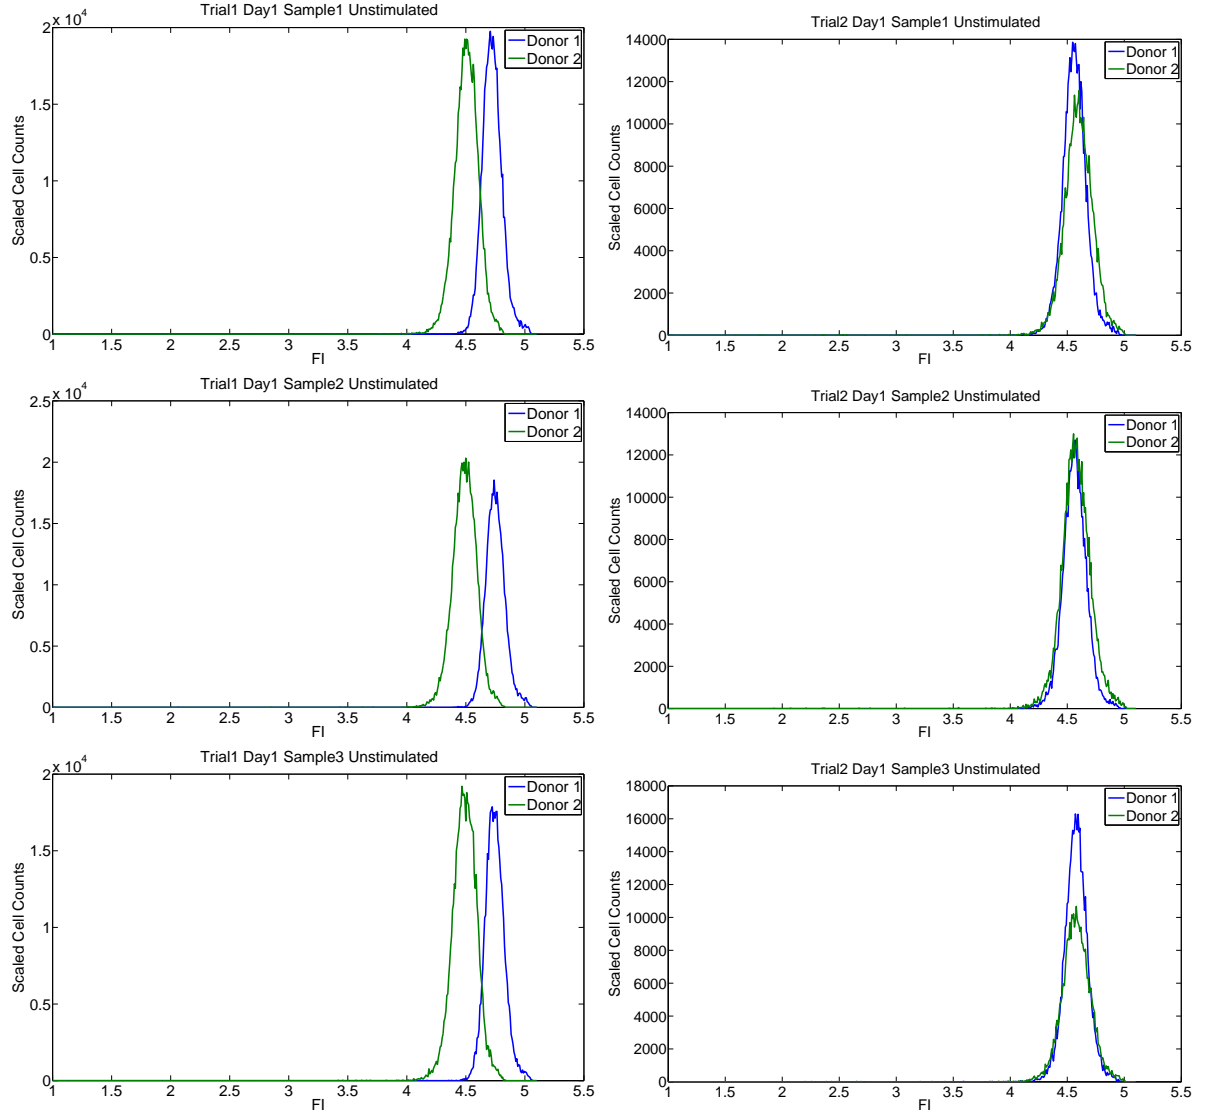 Trial1 Day1 Sample1 Unstimulated
x 10^4
2
1.5
1
0.5
0
Scaled Cell Counts
1 1.5 2 2.5 3 3.5 4 4.5 5 5.5
FI
Donor 1
Donor 2
Trial2 Day1 Sample1 Unstimulated
14000
12000
10000
8000
6000
4000
2000
0
Scaled Cell Counts
1 1.5 2 2.5 3 3.5 4 4.5 5 5.5
FI
Donor 1
Donor 2
Trial1 Day1 Sample2 Unstimulated
x 10^4
2.5
2
1.5
1
0.5
0
Scaled Cell Counts
1 1.5 2 2.5 3 3.5 4 4.5 5 5.5
FI
Donor 1
Donor 2
Trial2 Day1 Sample2 Unstimulated
14000
12000
10000
8000
6000
4000
2000
0
Scaled Cell Counts
1 1.5 2 2.5 3 3.5 4 4.5 5 5.5
FI
Donor 1
Donor 2
Trial1 Day1 Sample3 Unstimulated
x 10^4
2
1.5
1
0.5
0
Scaled Cell Counts
1 1.5 2 2.5 3 3.5 4 4.5 5 5.5
FI
Donor 1
Donor 2
Trial2 Day1 Sample3 Unstimulated
18000
16000
14000
12000
10000
8000
6000
4000
2000
0
Scaled Cell Counts
1 1.5 2 2.5 3 3.5 4 4.5 5 5.5
FI
Donor 1
Donor 2